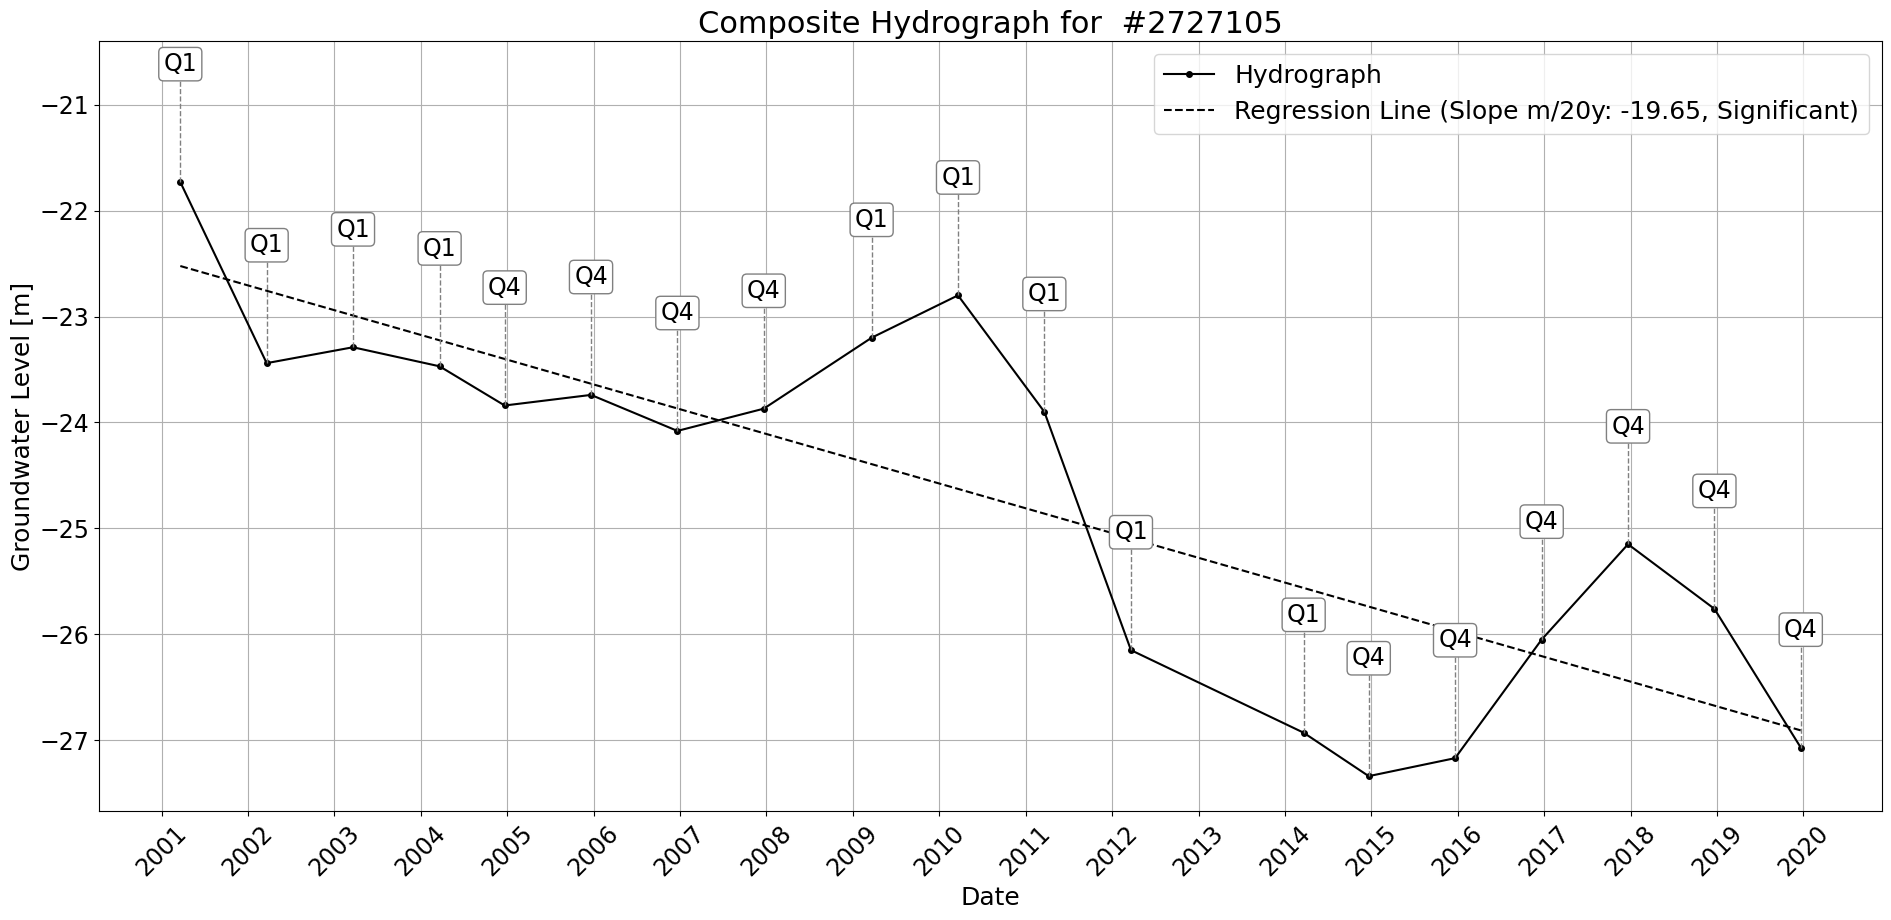 Composite Hydrograph for  #2727105
Hydrograph
Regression Line (Slope m/20y: -19.65, Significant)
Groundwater Level [m]
−21
−22
−23
−24
−25
−26
−27
Q1
Q1
Q1
Q1
Q4
Q4
Q4
Q4
Q1
Q1
Q1
Q1
Q1
Q4
Q4
Q4
Q4
Q4
Q4
2001
2002
2003
2004
2005
2006
2007
2008
2009
2010
2011
2012
2013
2014
2015
2016
2017
2018
2019
2020
Date